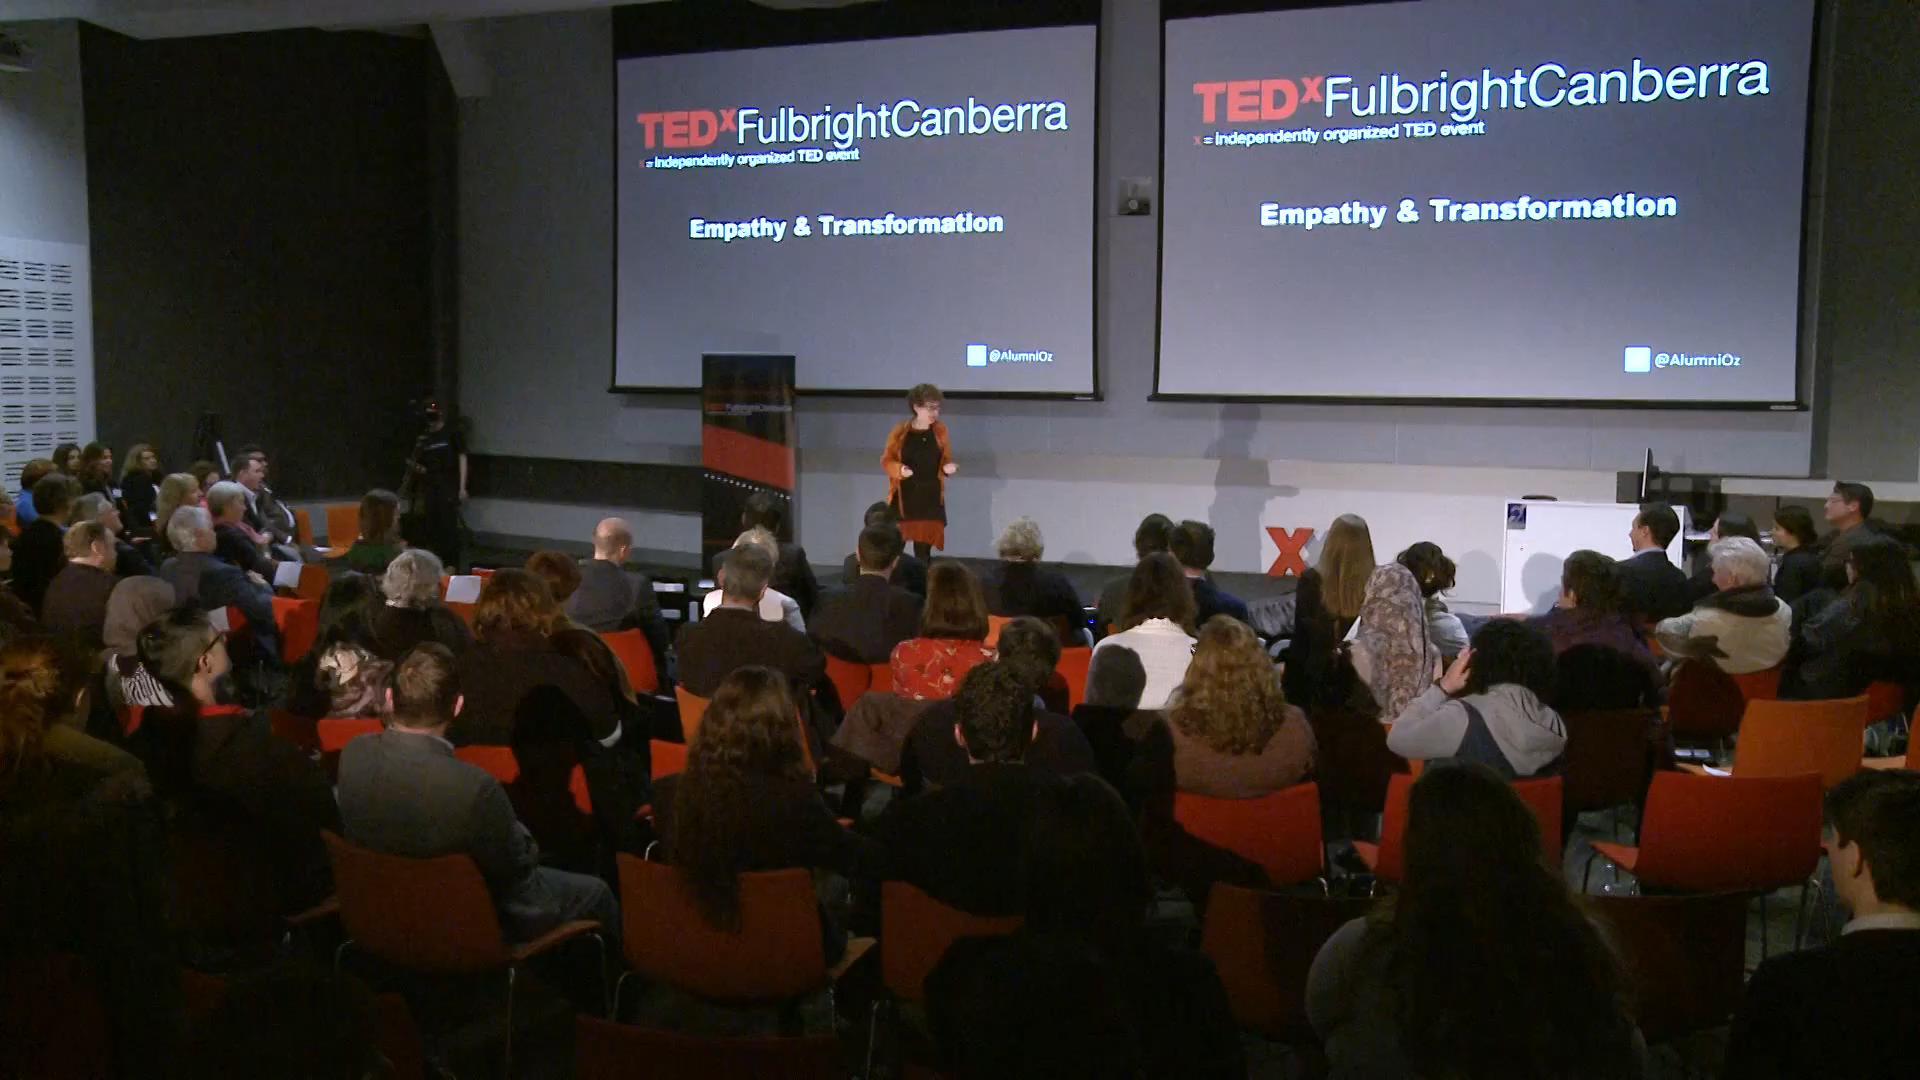 TEDxFulbrightCanberra
x = independently organized TED event
Empathy & Transformation
@AlumniOz
TEDxFulbrightCanberra
x = independently organized TED event
Empathy & Transformation
@AlumniOz
X